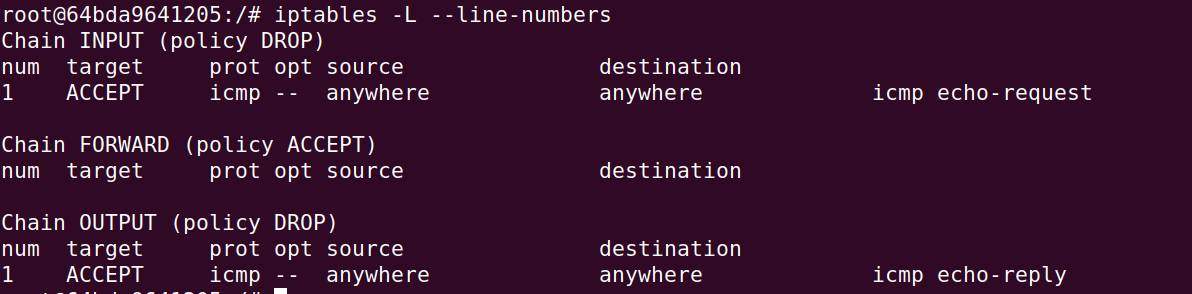 root@64bda9641205:/# iptables -L --line-numbers
Chain INPUT (policy DROP)
num  target     prot opt source               destination
1    ACCEPT     icmp --  anywhere             anywhere             icmp echo-request

Chain FORWARD (policy ACCEPT)
num  target     prot opt source               destination

Chain OUTPUT (policy DROP)
num  target     prot opt source               destination
1    ACCEPT     icmp --  anywhere             anywhere             icmp echo-reply
root@64bda9641205:/#